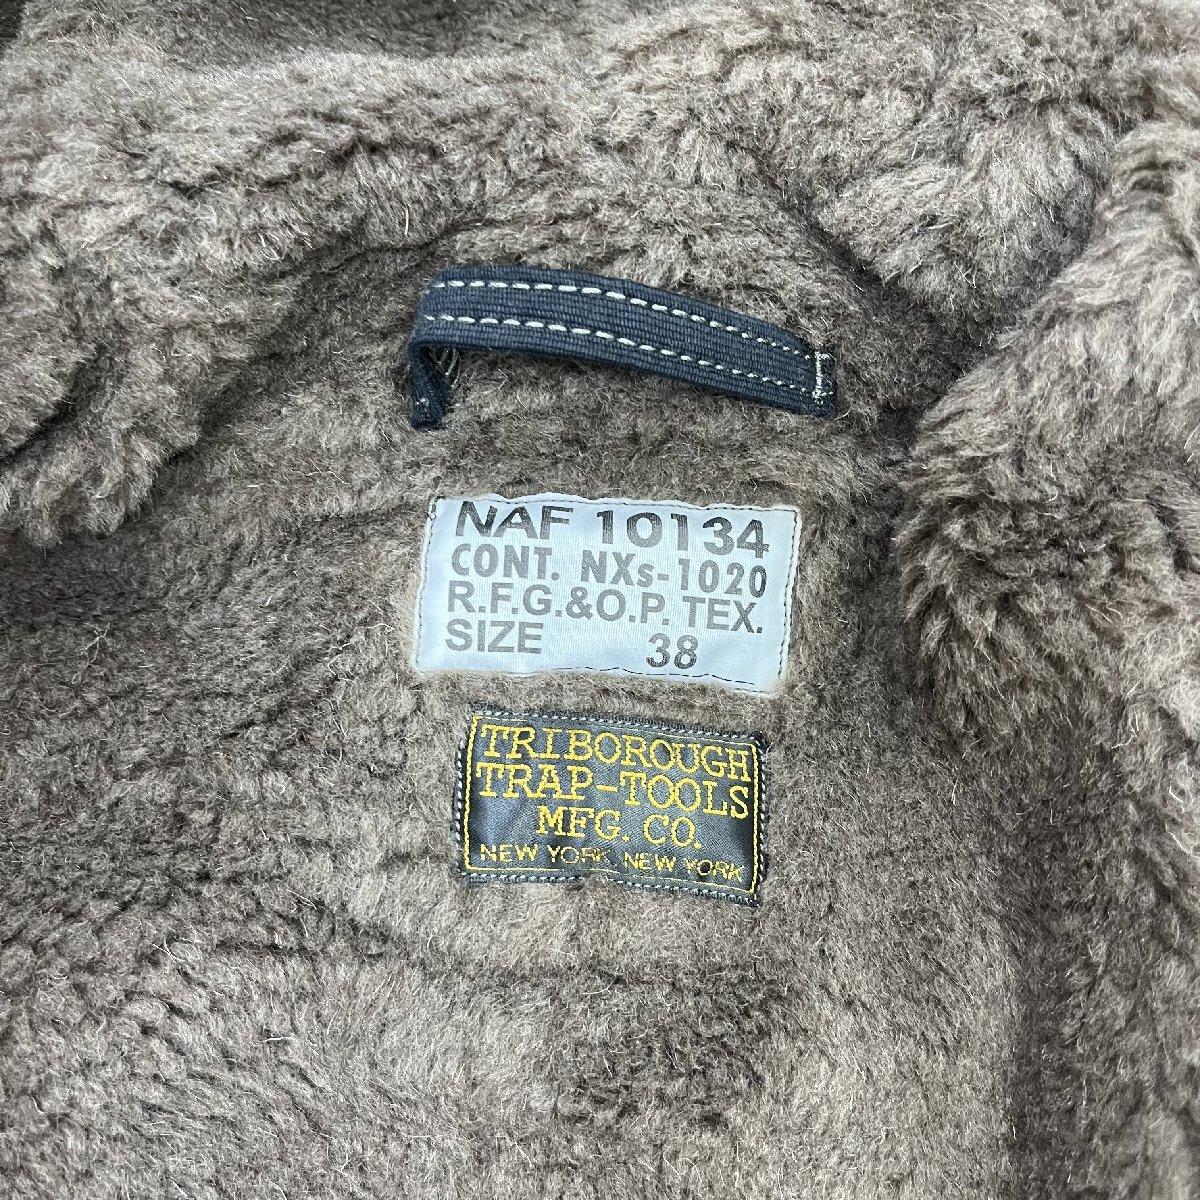 NAF 10134
CONT. NXs-1020
R.F.G.&O.P. TEX.
SIZE 38
TRIBOROUGH
TRAP-TOOLS
MFG. CO.
NEW YORK, NEW YORK